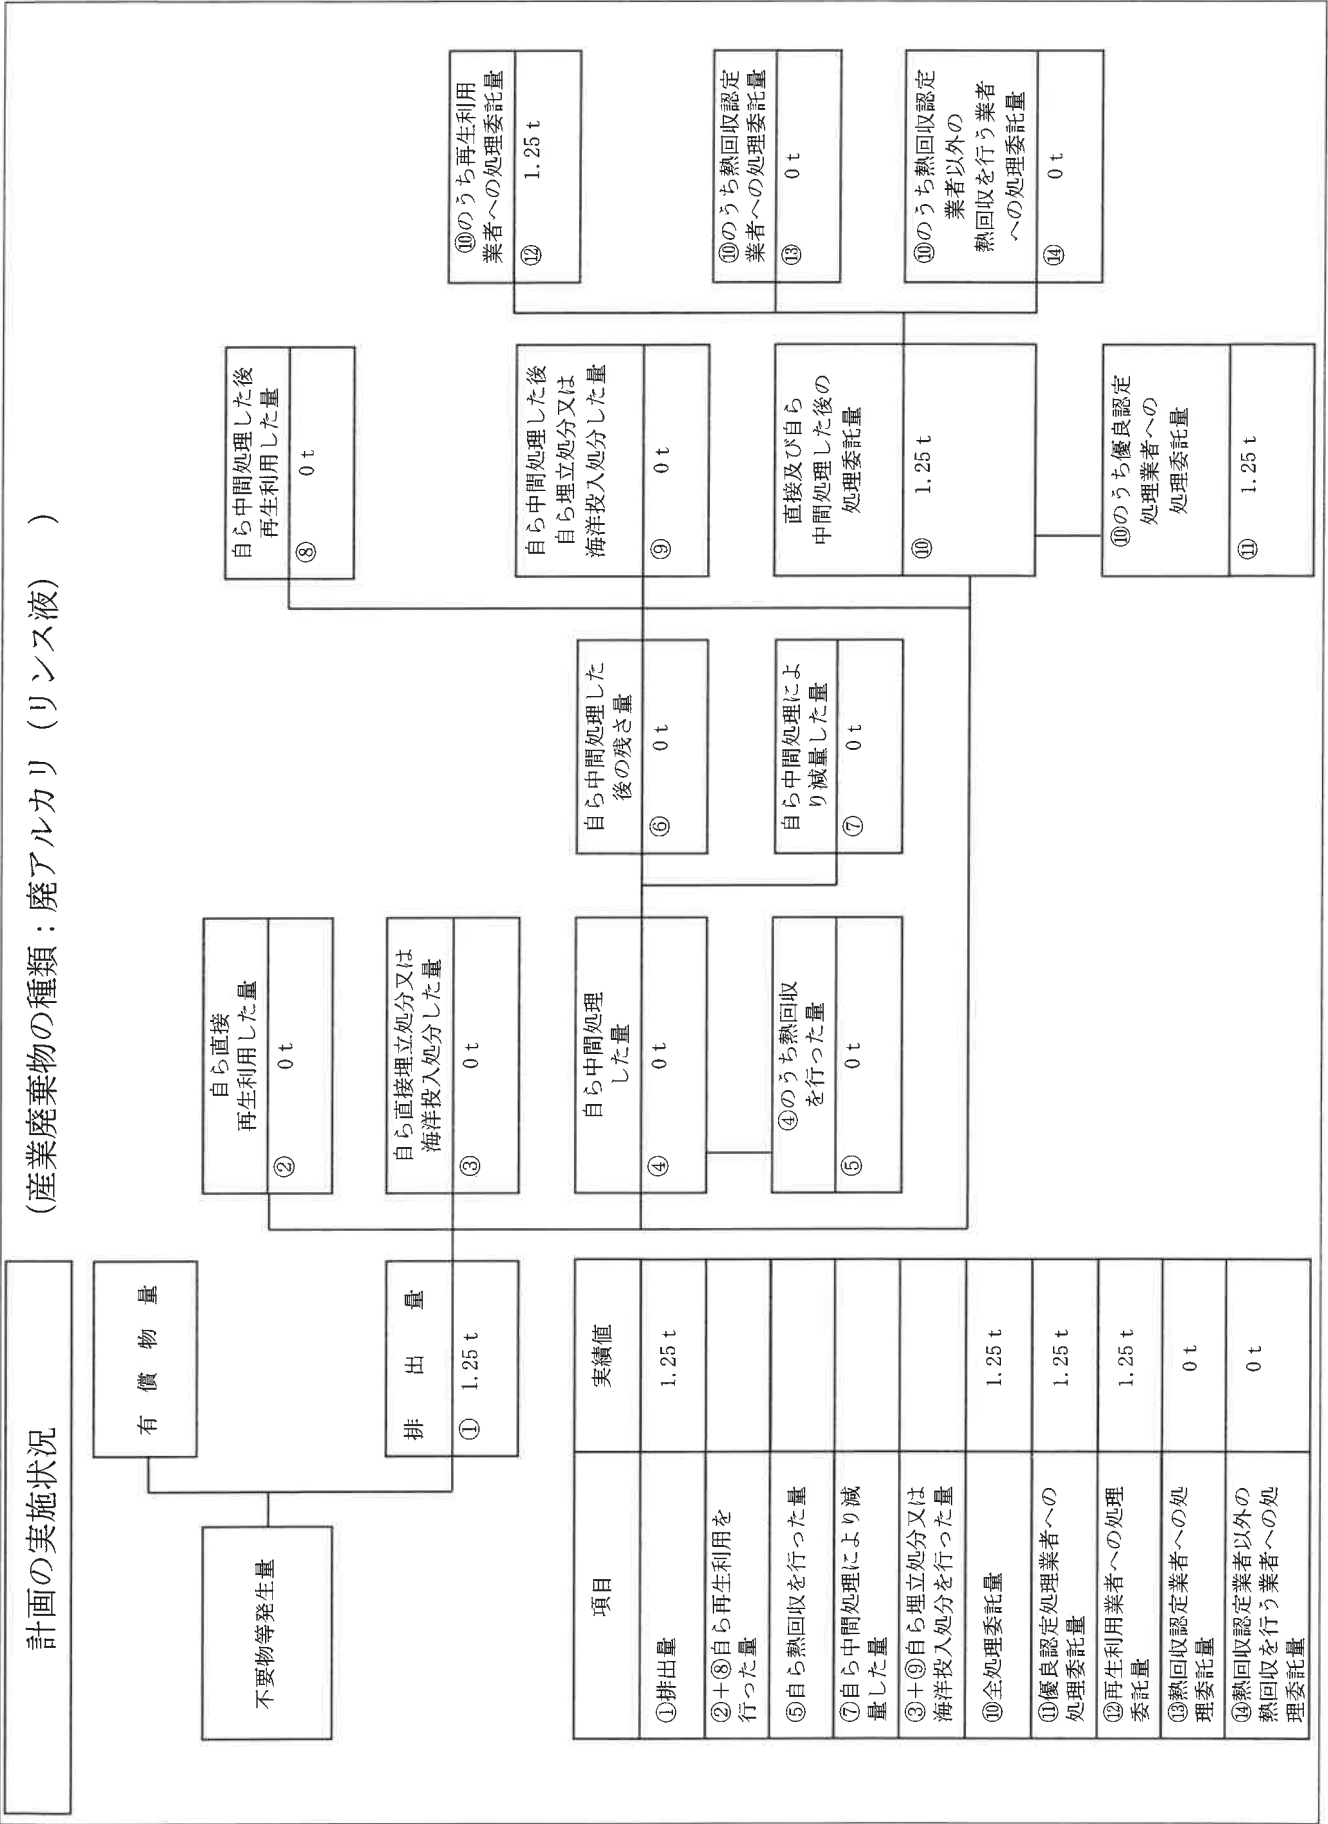 計画の実施状況
（産業廃棄物の種類：廃アルカリ（リンス液）　　）
不要物等発生量
有　償　物　量
排　出　量
① 1.25 t
自ら直接
再生利用した量
② 0 t
自ら直接埋立処分又は
海洋投入処分した量
③ 0 t
自ら中間処理
した量
④ 0 t
④のうち熱回収
を行った量
⑤ 0 t
自ら中間処理した
後の残さ量
⑥ 0 t
自ら中間処理によ
り減量した量
⑦ 0 t
自ら中間処理した後
再生利用した量
⑧ 0 t
自ら中間処理した後
自ら埋立処分又は
海洋投入処分した量
⑨ 0 t
直接及び自ら
中間処理した後の
処理委託量
⑩ 1.25 t
⑩のうち優良認定
処理業者への
処理委託量
⑪ 1.25 t
⑩のうち再生利用
業者への処理委託量
⑫ 1.25 t
⑩のうち熱回収認定
業者への処理委託量
⑬ 0 t
⑩のうち熱回収認定
業者以外の
熱回収を行う業者
への処理委託量
⑭ 0 t
項目 実績値
①排出量 1.25 t
②＋⑧自ら再生利用を
行った量
⑤自ら熱回収を行った量
⑦自ら中間処理により減
量した量
③＋⑨自ら埋立処分又は
海洋投入処分を行った量
⑩全処理委託量 1.25 t
⑪優良認定処理業者への
処理委託量 1.25 t
⑫再生利用業者への処理
委託量 1.25 t
⑬熱回収認定業者への処
理委託量 0 t
⑭熱回収認定業者以外の
熱回収を行う業者への処
理委託量 0 t